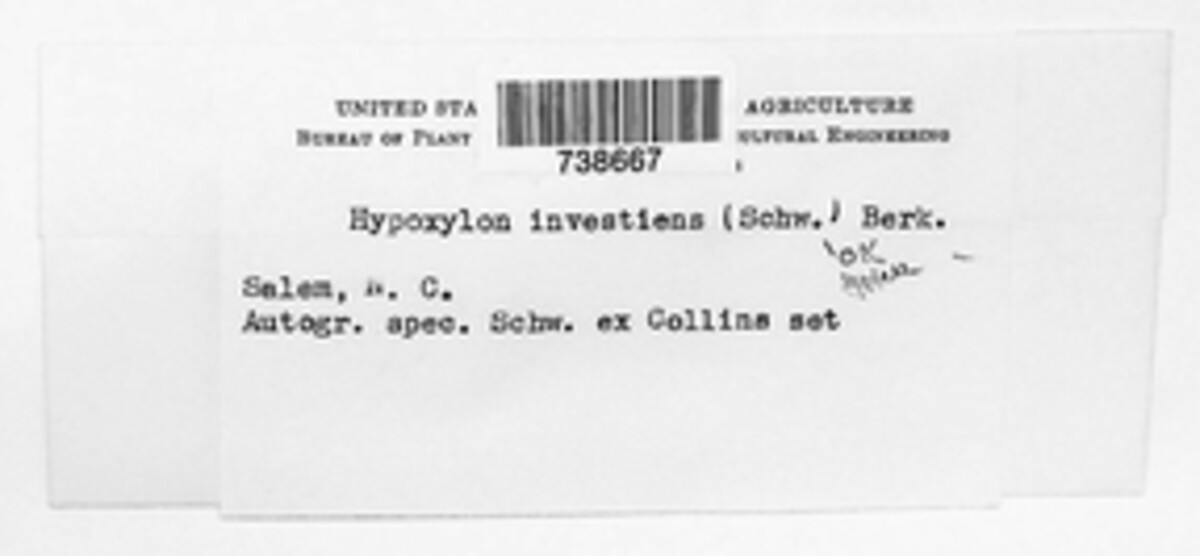 UNITED STA AGRICULTURE
BUREAU OF PLANT ULTURAL ENGINEERING
738667
Hypoxylon investiens (Schw.) Berk.
OK
Salem, N. C.
Autogr. spec. Schw. ex Collins set